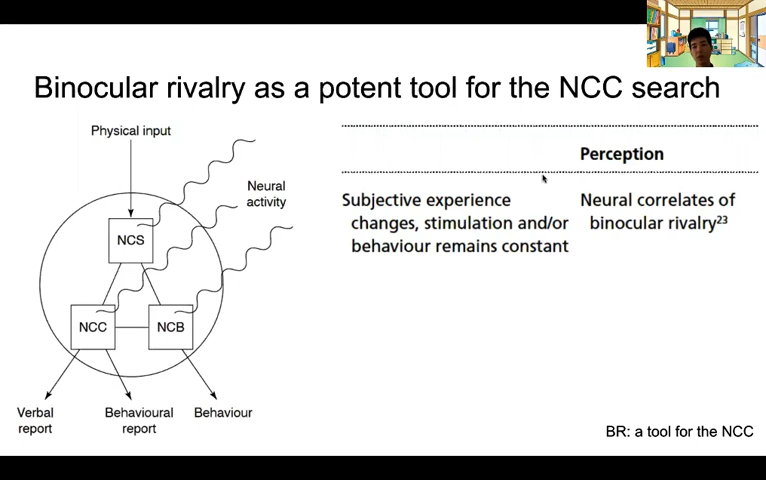 Binocular rivalry as a potent tool for the NCC search
Physical input
Neural
activity
NCS
NCC
NCB
Verbal
report
Behavioural
report
Behaviour
Perception
Subjective experience
changes, stimulation and/or
behaviour remains constant
Neural correlates of
binocular rivalry²³
BR: a tool for the NCC